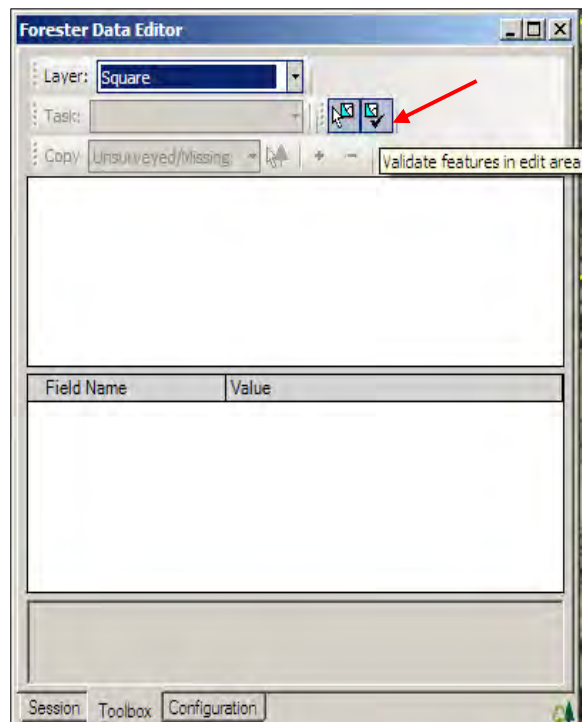 Forester Data Editor
Layer: Square
Task:
Copy Unsurveyed/Missing + -
Validate features in edit area
Field Name Value
Session Toolbox Configuration